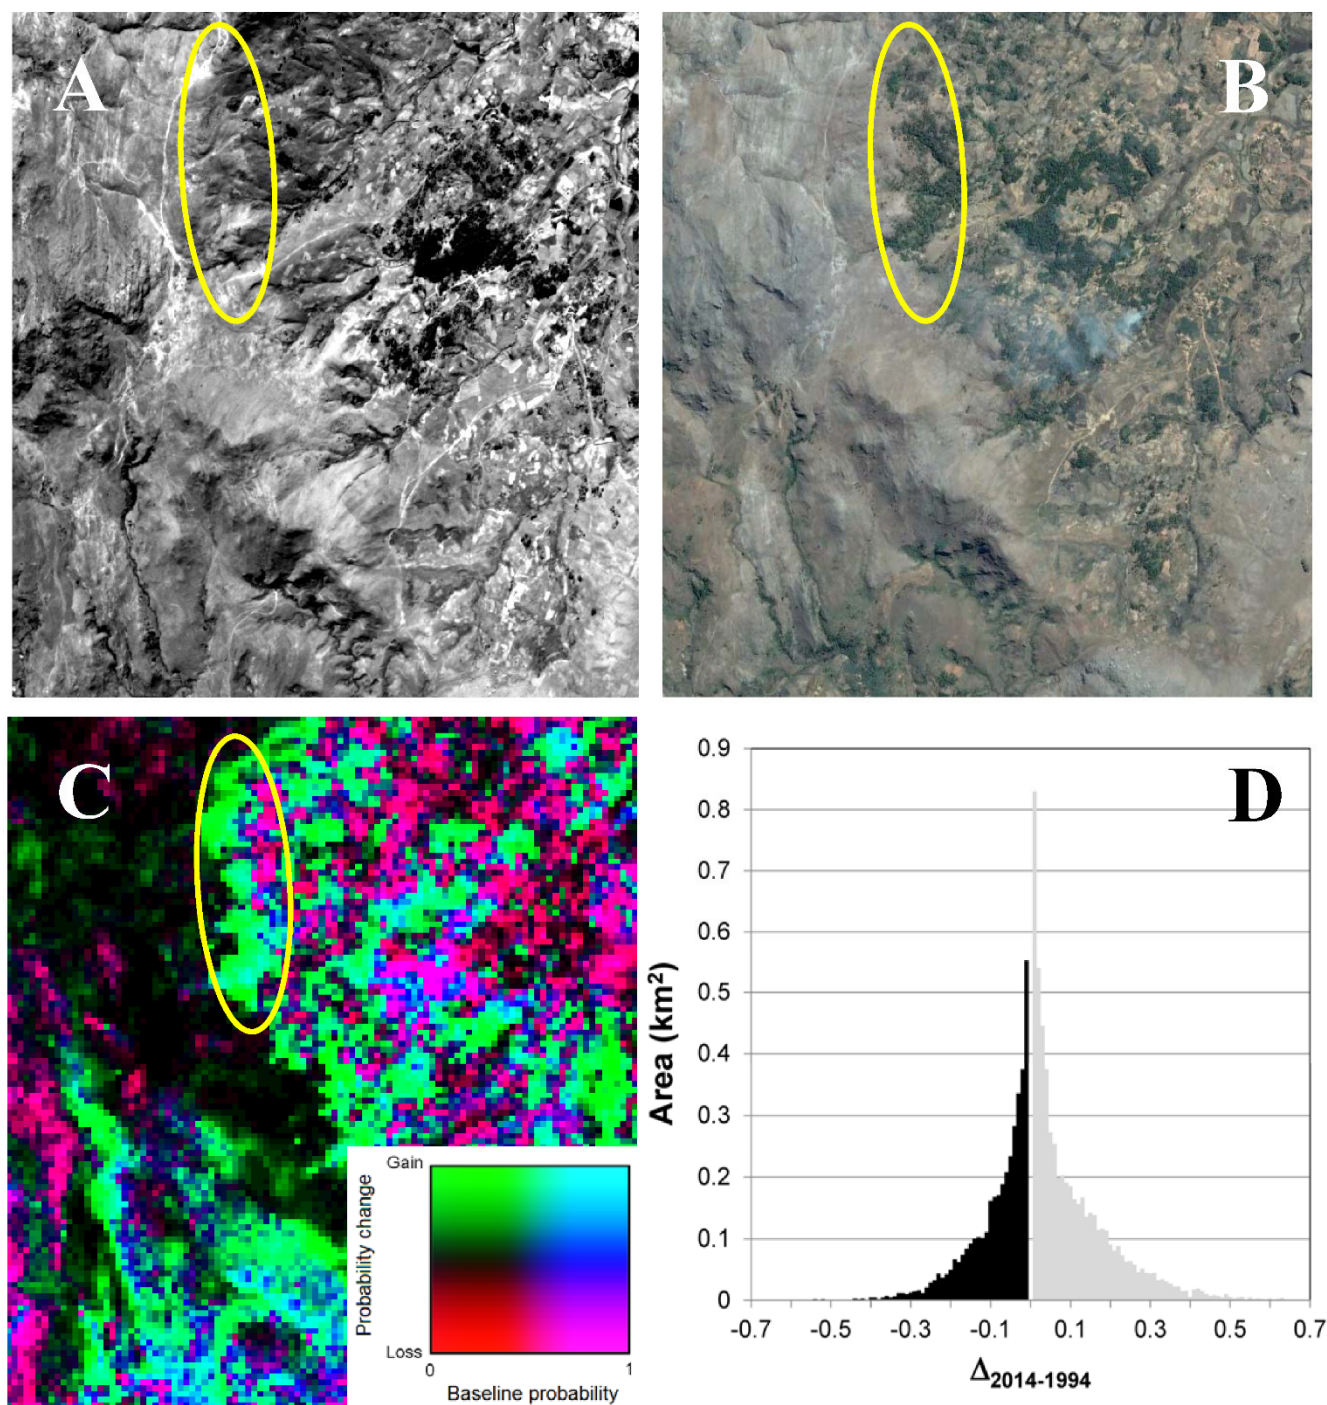 A
B
C
Gain
Probability change
Loss
0
1
Baseline probability
D
0.9
0.8
0.7
0.6
0.5
0.4
0.3
0.2
0.1
0
Area (km²)
-0.7
-0.5
-0.3
-0.1
0.1
0.3
0.5
0.7
Δ2014-1994